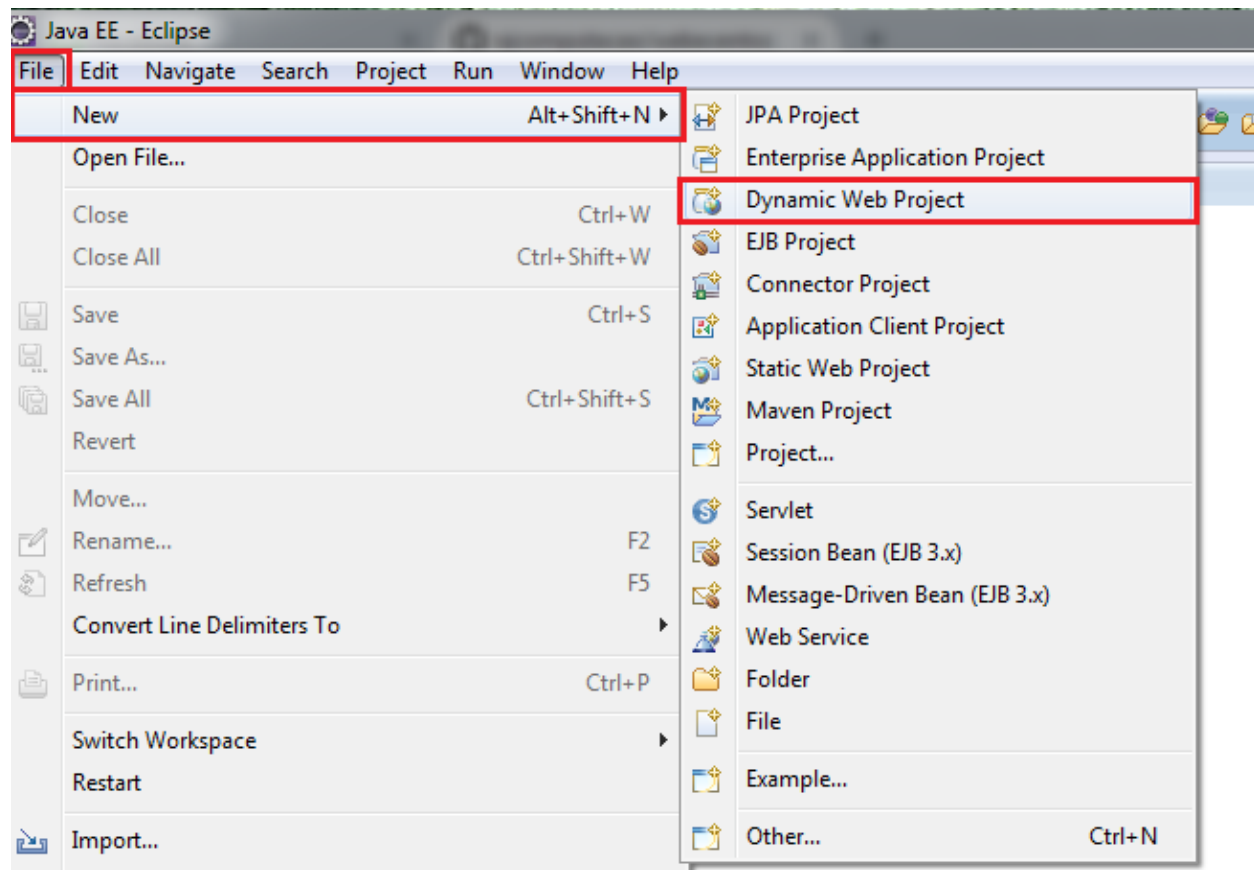 Java EE - Eclipse
File Edit Navigate Search Project Run Window Help
New Alt+Shift+N
Open File...
Close Ctrl+W
Close All Ctrl+Shift+W
Save Ctrl+S
Save As...
Save All Ctrl+Shift+S
Revert
Move...
Rename... F2
Refresh F5
Convert Line Delimiters To
Print... Ctrl+P
Switch Workspace
Restart
Import...
JPA Project
Enterprise Application Project
Dynamic Web Project
EJB Project
Connector Project
Application Client Project
Static Web Project
Maven Project
Project...
Servlet
Session Bean (EJB 3.x)
Message-Driven Bean (EJB 3.x)
Web Service
Folder
File
Example...
Other... Ctrl+N